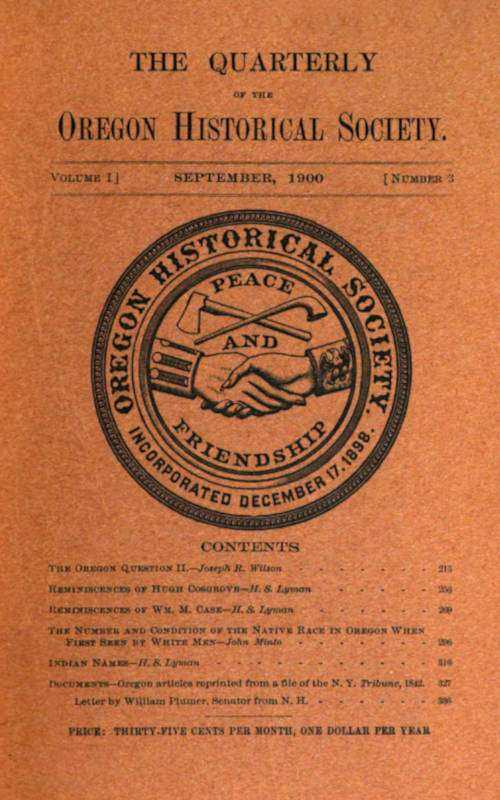 THE QUARTERLY
OF THE
OREGON HISTORICAL SOCIETY.
VOLUME I] SEPTEMBER, 1900 [NUMBER 3
OREGON HISTORICAL SOCIETY.
PEACE
AND
FRIENDSHIP
INCORPORATED DECEMBER 17. 1898.
CONTENTS
THE OREGON QUESTION II.—Joseph R. Wilson - - - - - - - 213
REMINISCENCES OF HUGH COSGROVE—H. S. Lyman - - - - - -
REMINISCENCES OF WM. M. CASE—H. S. Lyman - - - - - - 269
THE NUMBER AND CONDITION OF THE NATIVE RACE IN OREGON WHEN
FIRST SEEN BY WHITE MEN—John Minto - - - - - - - 296
INDIAN NAMES—H. S. Lyman - - - - - - - - - - - 316
DOCUMENTS—Oregon articles reprinted from a file of the N. Y. Tribune, 1842. 327
Letter by William Plumer, Senator from N. H. - - - - - - 336
PRICE: THIRTY-FIVE CENTS PER MONTH, ONE DOLLAR PER YEAR